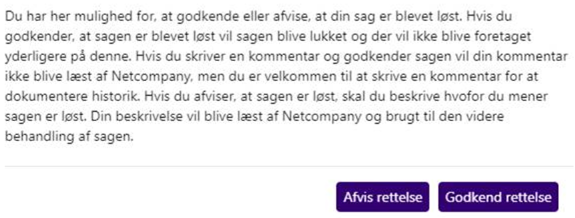 Du har her mulighed for, at godkende eller afvise, at din sag er blevet løst. Hvis du
godkender, at sagen er blevet løst vil sagen blive lukket og der vil ikke blive foretaget
yderligere på denne. Hvis du skriver en kommentar og godkender sagen vil din kommentar
ikke blive læst af Netcompany, men du er velkommen til at skrive en kommentar for at
dokumentere historik. Hvis du afviser, at sagen er løst, skal du beskrive hvofor du mener
sagen er løst. Din beskrivelse vil blive læst af Netcompany og brugt til den videre
behandling af sagen.
Afvis rettelse Godkend rettelse